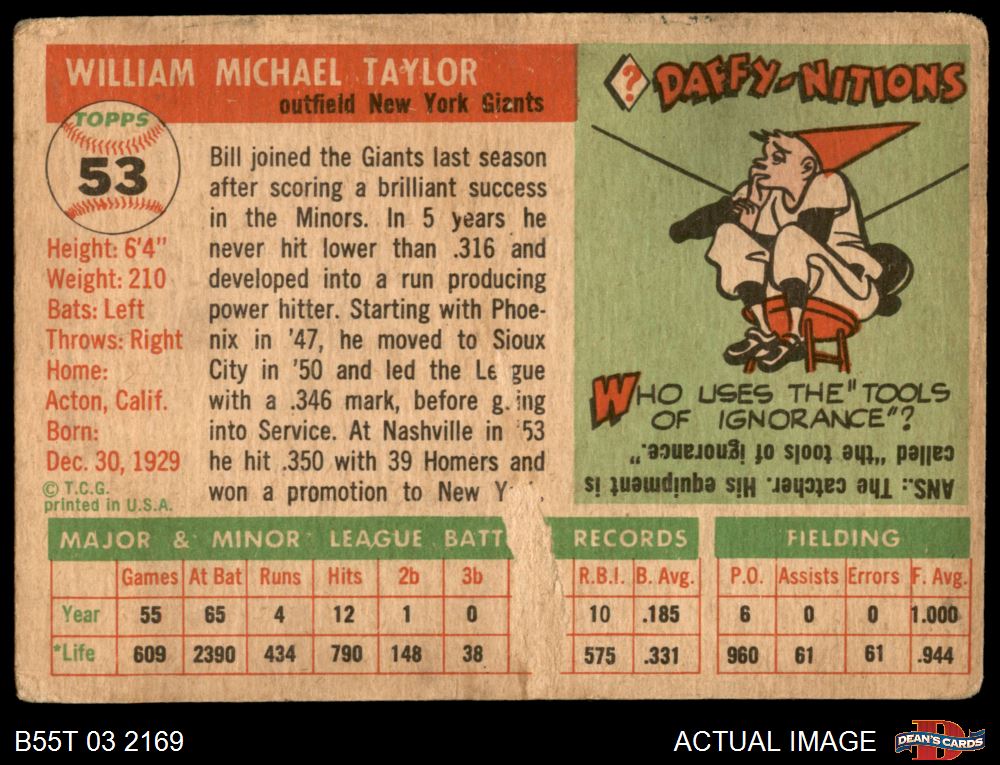 WILLIAM MICHAEL TAYLOR
outfield New York Giants
TOPPS
53
Height: 6'4"
Weight: 210
Bats: Left
Throws: Right
Home:
Acton, Calif.
Born:
Dec. 30, 1929
© T.C.G.
printed in U.S.A.
Bill joined the Giants last season
after scoring a brilliant success
in the Minors. In 5 years he
never hit lower than .316 and
developed into a run producing
power hitter. Starting with Phoe-
nix in '47, he moved to Sioux
City in '50 and led the Le gue
with a .346 mark, before g ing
into Service. At Nashville in '53
he hit .350 with 39 Homers and
won a promotion to New
? DAFFY-NITIONS
WHO USES THE "TOOLS
OF IGNORANCE"?
ANS.: The catcher. His equipment is
called "the tools of ignorance."
MAJOR & MINOR LEAGUE BATT RECORDS FIELDING
Games At Bat Runs Hits 2b 3b R.B.I. B. Avg. P.O. Assists Errors F. Avg.
Year 55 65 4 12 1 0 10 .185 6 0 0 1.000
*Life 609 2390 434 790 148 38 575 .331 960 61 61 .944
B55T 03 2169 ACTUAL IMAGE DEAN'S CARDS